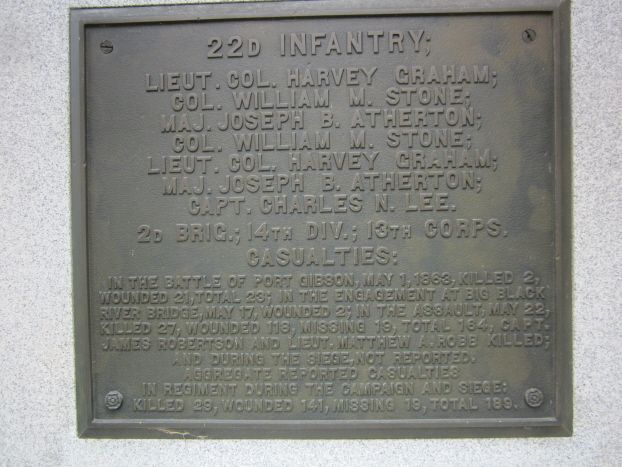 22D INFANTRY;
LIEUT. COL. HARVEY GRAHAM;
COL. WILLIAM M. STONE;
MAJ. JOSEPH B. ATHERTON;
COL. WILLIAM M. STONE;
LIEUT. COL. HARVEY GRAHAM;
MAJ. JOSEPH B. ATHERTON;
CAPT. CHARLES N. LEE.
2D BRIG.; 14TH DIV.; 13TH CORPS.
CASUALTIES:
IN THE BATTLE OF PORT GIBSON, MAY 1, 1863, KILLED 2,
WOUNDED 21, TOTAL 23; IN THE ENGAGEMENT AT BIG BLACK
RIVER BRIDGE, MAY 17, WOUNDED 2; IN THE ASSAULT, MAY 22,
KILLED 27, WOUNDED 118, MISSING 19, TOTAL 164, CAPT.
JAMES ROBERTSON AND LIEUT. MATTHEW A. ROBB KILLED;
AND DURING THE SIEGE, NOT REPORTED.
AGGREGATE REPORTED CASUALTIES
IN REGIMENT DURING THE CAMPAIGN AND SIEGE:
KILLED 29, WOUNDED 141, MISSING 19, TOTAL 189.